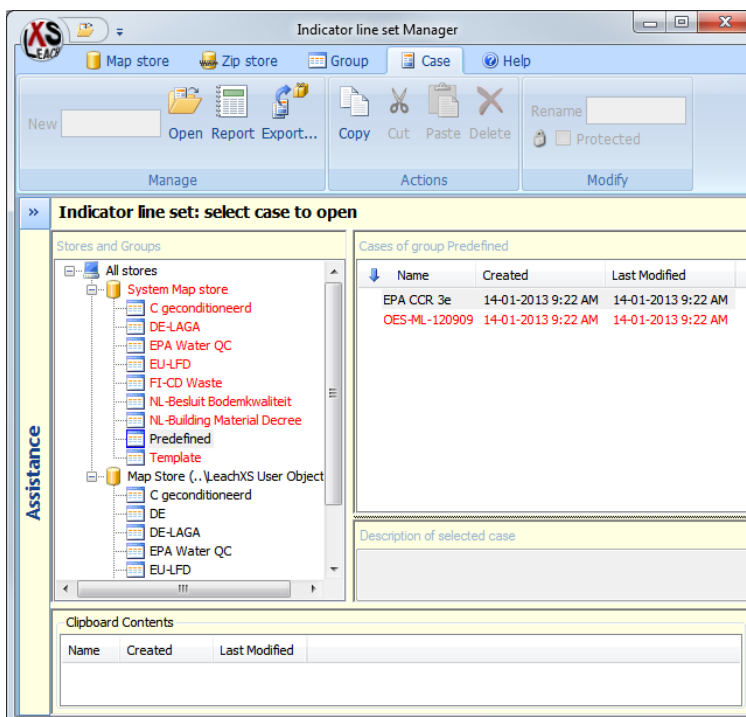 XS
LEACH
Indicator line set Manager
Map store
Zip store
Group
Case
Help
New
Open
Report
Export...
Manage
Copy
Cut
Paste
Delete
Actions
Rename
Protected
Modify
»
Indicator line set: select case to open
Assistance
Stores and Groups
All stores
System Map store
C geconditioneerd
DE-LAGA
EPA Water QC
EU-LFD
FI-CD Waste
NL-Besluit Bodemkwaliteit
NL-Building Material Decree
Predefined
Template
Map Store (..\LeachXS User Object
C geconditioneerd
DE
DE-LAGA
EPA Water QC
EU-LFD
Cases of group Predefined
Name Created Last Modified
EPA CCR 3e 14-01-2013 9:22 AM 14-01-2013 9:22 AM
OES-ML-120909 14-01-2013 9:22 AM 14-01-2013 9:22 AM
Description of selected case
Clipboard Contents
Name Created Last Modified